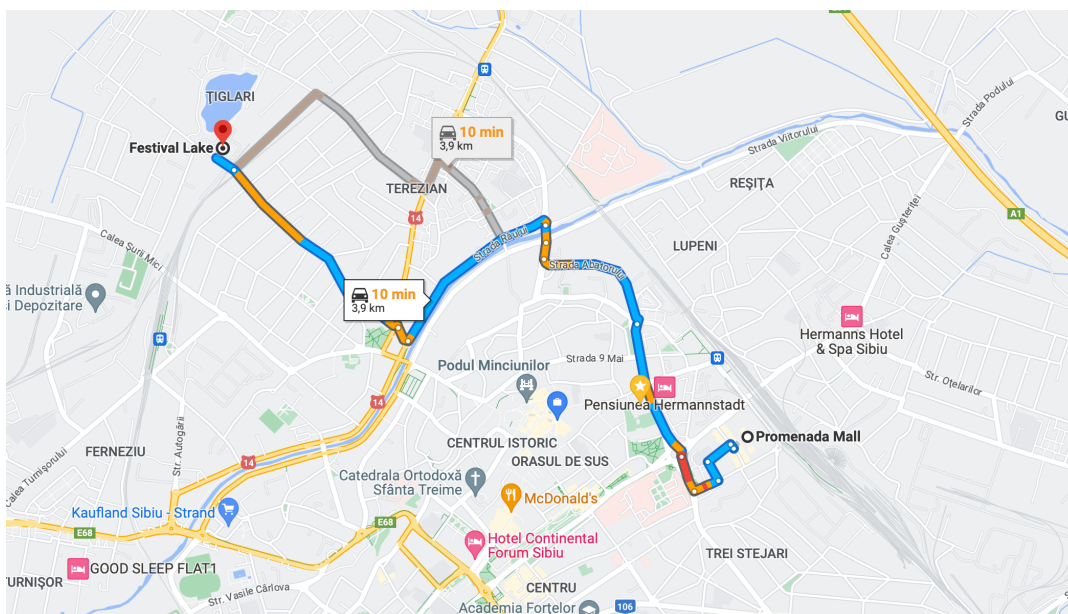 ȚIGLARI
Festival Lake
10 min
3,9 km
TEREZIAN
14
Strada Râului
Strada Viitorului
Strada Podului
REȘIȚA
Calea Gușteriței
A1
LUPENI
Strada Abatorului
Calea Șurii Mici
ă Industrială
și Depozitare
10 min
3,9 km
Hermanns Hotel
& Spa Sibiu
Str. Oțelarilor
Strada 9 Mai
Podul Minciunilor
Pensiunea Hermannstadt
14
Promenada Mall
CENTRUL ISTORIC
ORASUL DE SUS
FERNEZIU
Str. Autogării
14
Calea Turnișorului
Catedrala Ortodoxă
Sfânta Treime
McDonald's
Kaufland Sibiu - Strand
E68
E68
Hotel Continental
Forum Sibiu
TREI STEJARI
GOOD SLEEP FLAT1
TURNIȘOR
Str. Vasile Cârlova
CENTRU
Academia Forțelor
106